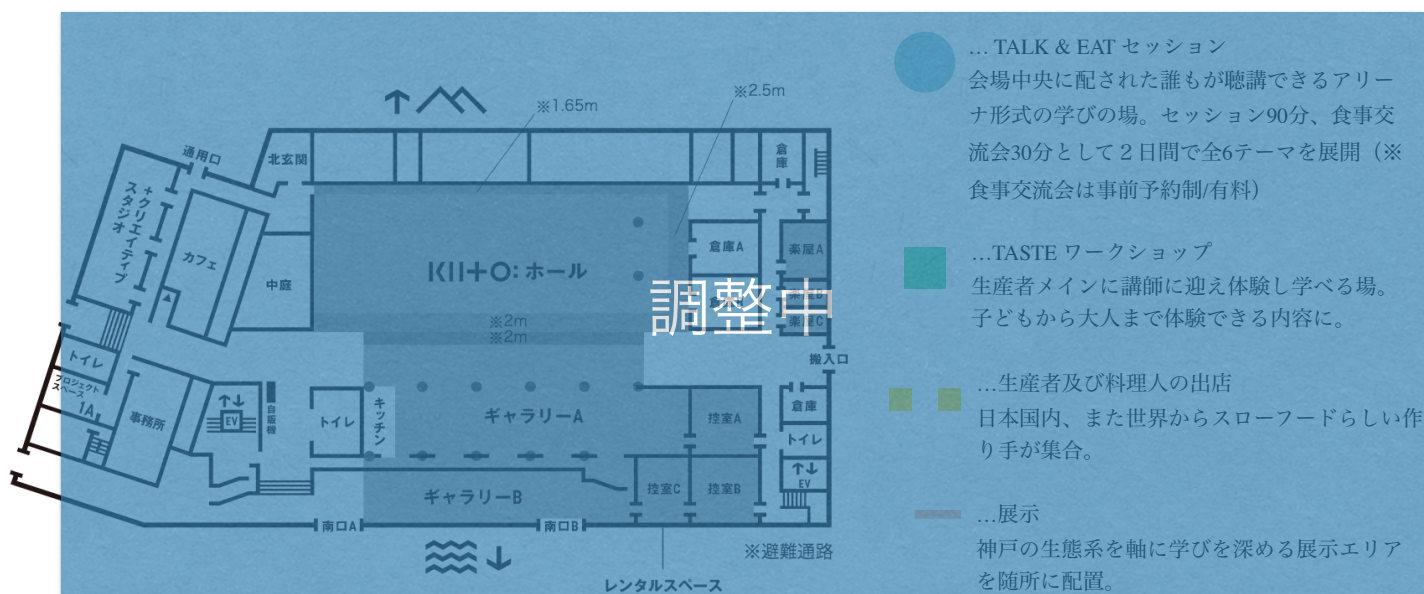 ※1.65m
※2.5m
通用口
北玄関
倉庫
+クリエイティブ
スタジオ
カフェ
中庭
KIITO:ホール
倉庫A
楽屋A
調整中
楽屋B
楽屋C
※2m
※2m
搬入口
トイレ
プロジェクト
スペース
1A
事務所
EV
自販機
トイレ
キッチン
ギャラリーA
控室A
倉庫
トイレ
EV
ギャラリーB
控室C
控室B
南口A
南口B
※避難通路
レンタルスペース
… TALK & EAT セッション
会場中央に配された誰もが聴講できるアリー
ナ形式の学びの場。セッション90分、食事交
流会30分として２日間で全6テーマを展開（※
食事交流会は事前予約制/有料）
…TASTE ワークショップ
生産者メインに講師に迎え体験し学べる場。
子どもから大人まで体験できる内容に。
…生産者及び料理人の出店
日本国内、また世界からスローフードらしい作
り手が集合。
…展示
神戸の生態系を軸に学びを深める展示エリア
を随所に配置。